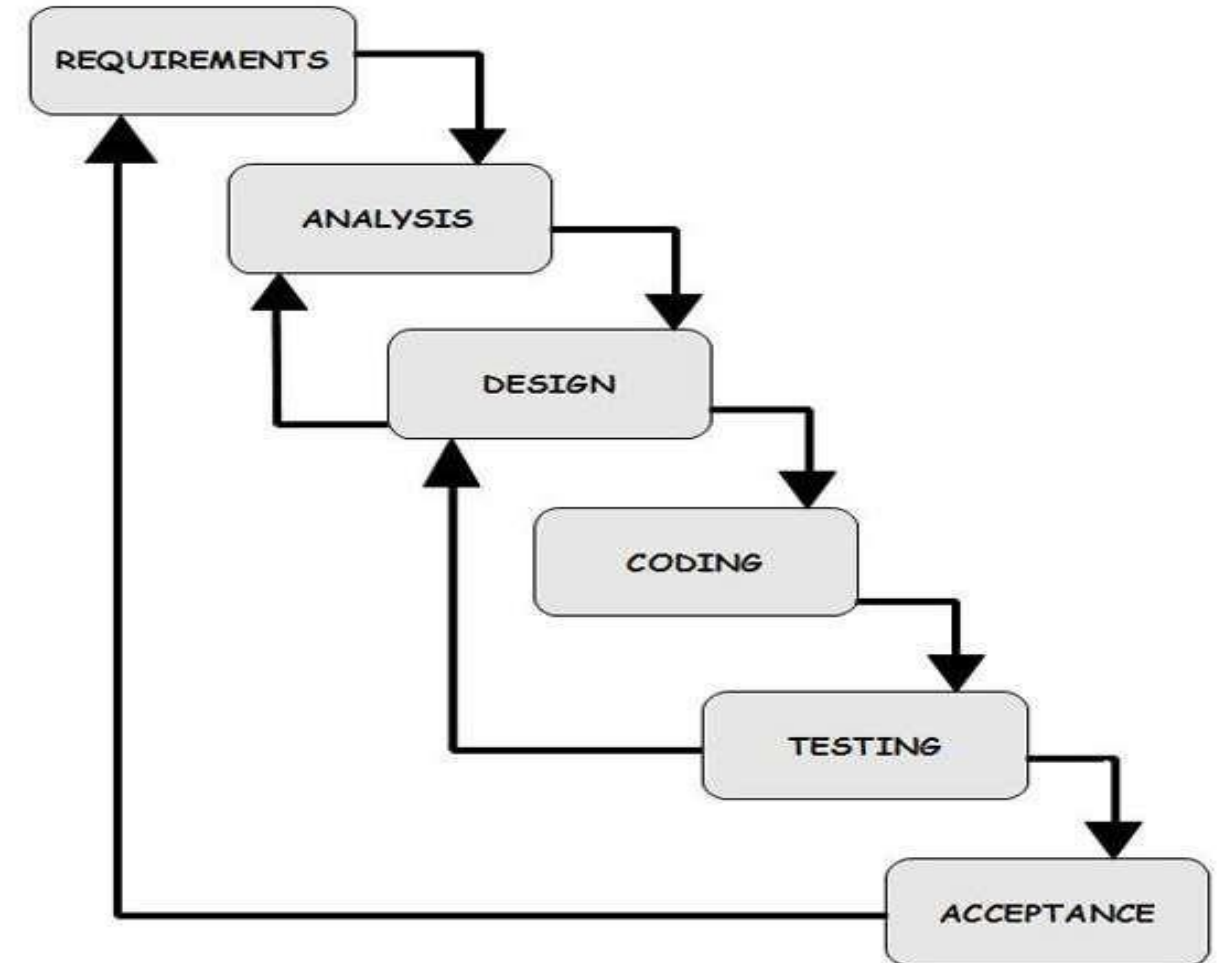 REQUIREMENTS
ANALYSIS
DESIGN
CODING
TESTING
ACCEPTANCE